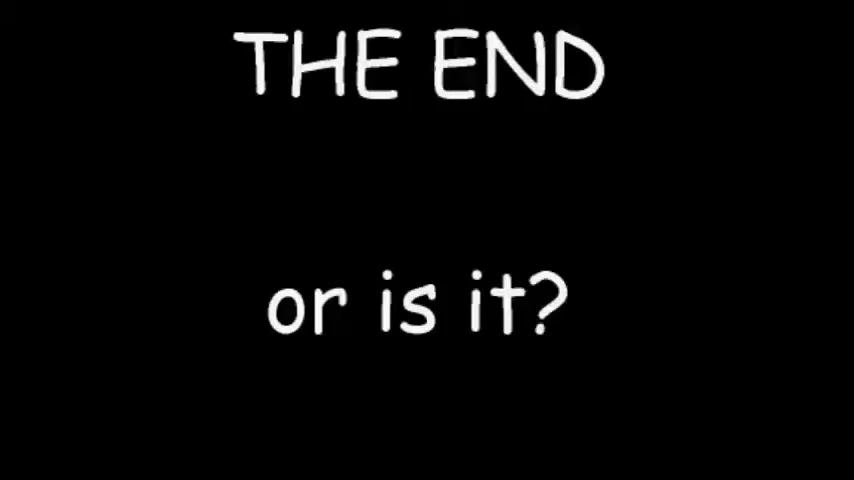 THE END
or is it?